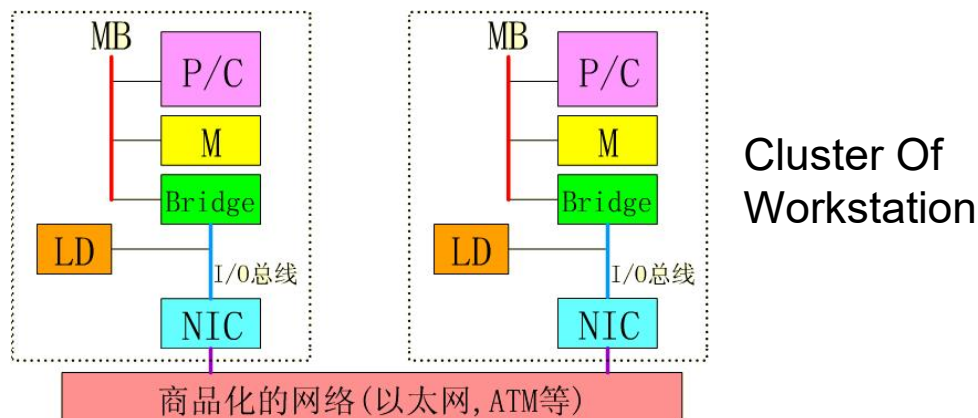 MB
P/C
M
Bridge
LD
I/O总线
NIC
MB
P/C
M
Bridge
LD
I/O总线
NIC
商品化的网络(以太网,ATM等)
Cluster Of
Workstation